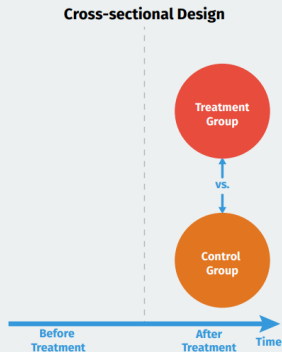 Cross-sectional Design
Treatment
Group
vs.
Control
Group
Before
Treatment
After
Treatment
Time